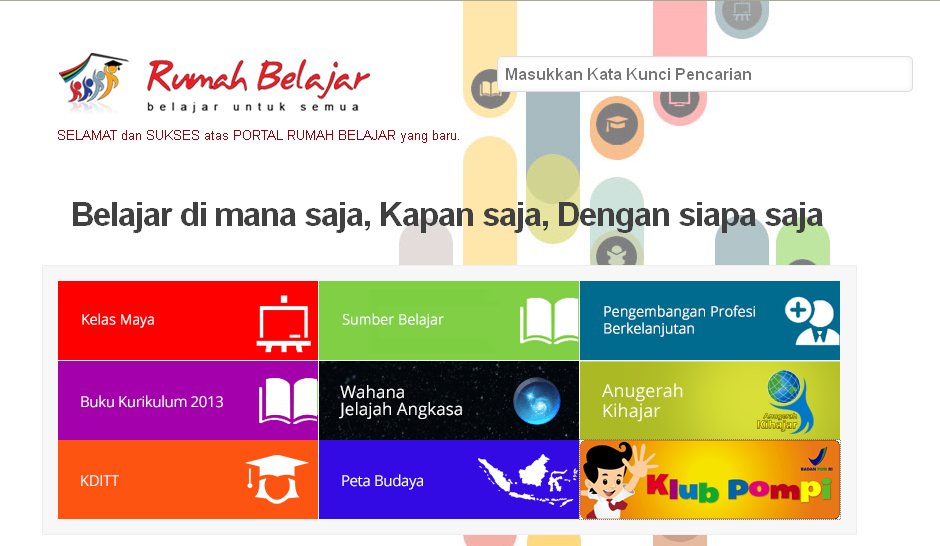 Rumah Belajar
belajar untuk semua
Masukkan Kata Kunci Pencarian
SELAMAT dan SUKSES atas PORTAL RUMAH BELAJAR yang baru.
Belajar di mana saja, Kapan saja, Dengan siapa saja
Kelas Maya
Sumber Belajar
Pengembangan Profesi
Berkelanjutan
Buku Kurikulum 2013
Wahana
Jelajah Angkasa
Anugerah
Kihajar
Anugerah
Kihajar
KDITT
Peta Budaya
Klub Pompi
BADAN POM RI